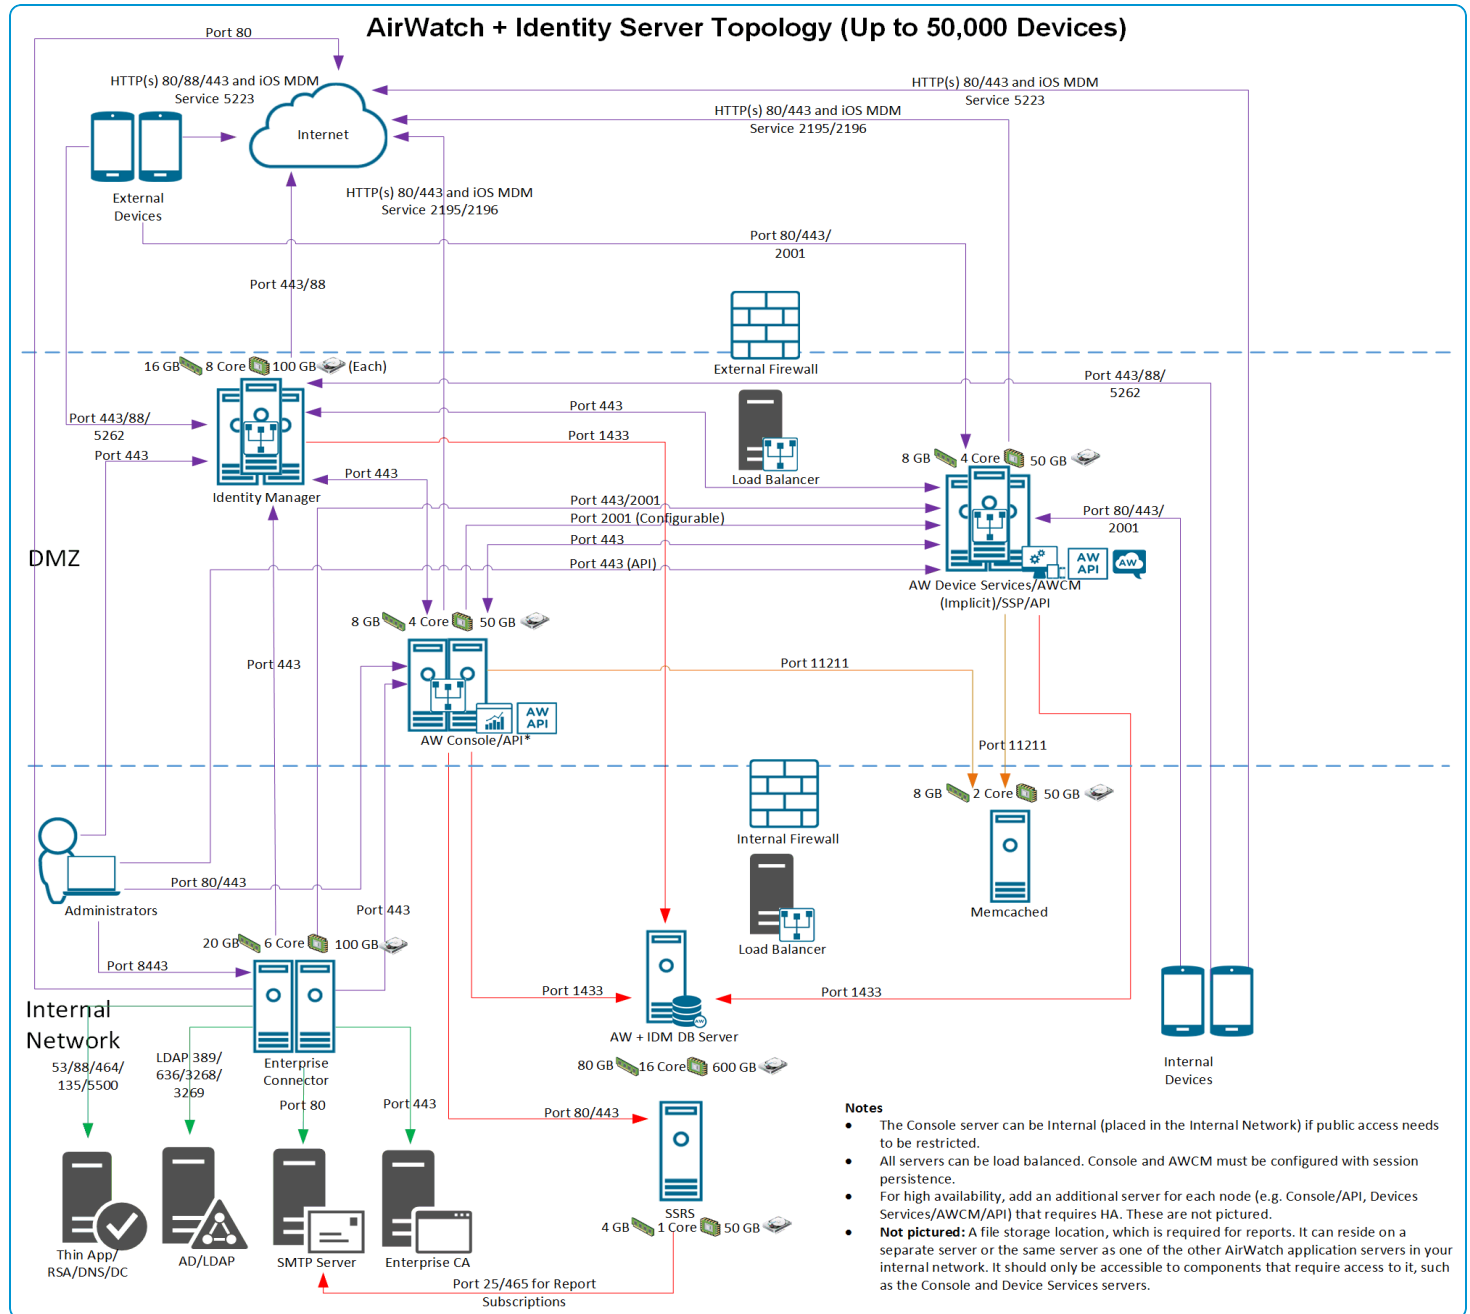 AirWatch + Identity Server Topology (Up to 50,000 Devices)
Port 80
HTTP(s) 80/88/443 and iOS MDM
Service 5223
HTTP(s) 80/443 and iOS MDM
Service 5223
HTTP(s) 80/443 and iOS MDM
Service 2195/2196
Internet
External
Devices
HTTP(s) 80/443 and iOS MDM
Service 2195/2196
Port 80/443/
2001
Port 443/88
External Firewall
16 GB
8 Core
100 GB
(Each)
Port 443/88/
5262
Port 443/88/
5262
Port 443
Port 1433
Port 443
Port 443
Identity Manager
Load Balancer
8 GB
4 Core
50 GB
Port 443/2001
Port 2001 (Configurable)
Port 443
Port 443 (API)
Port 80/443/
2001
DMZ
AW
API
AW
AW Device Services/AWCM
(Implicit)/SSP/API
8 GB
4 Core
50 GB
Port 443
Port 11211
AW
API
AW Console/API*
Port 11211
8 GB
2 Core
50 GB
Internal Firewall
Memcached
Load Balancer
Port 80/443
Port 443
Administrators
20 GB
6 Core
100 GB
Port 8443
Port 1433
Port 1433
AW
AW + IDM DB Server
80 GB
16 Core
600 GB
Internal
Network
Enterprise
Connector
53/88/464/
135/5500
LDAP 389/
636/3268/
3269
Port 80
Port 443
Port 80/443
Internal
Devices
SSRS
4 GB
1 Core
50 GB
Thin App/
RSA/DNS/DC
AD/LDAP
SMTP Server
Enterprise CA
Port 25/465 for Report
Subscriptions
Notes
● The Console server can be Internal (placed in the Internal Network) if public access needs
to be restricted.
● All servers can be load balanced. Console and AWCM must be configured with session
persistence.
● For high availability, add an additional server for each node (e.g. Console/API, Devices
Services/AWCM/API) that requires HA. These are not pictured.
● Not pictured: A file storage location, which is required for reports. It can reside on a
separate server or the same server as one of the other AirWatch application servers in your
internal network. It should only be accessible to components that require access to it, such
as the Console and Device Services servers.